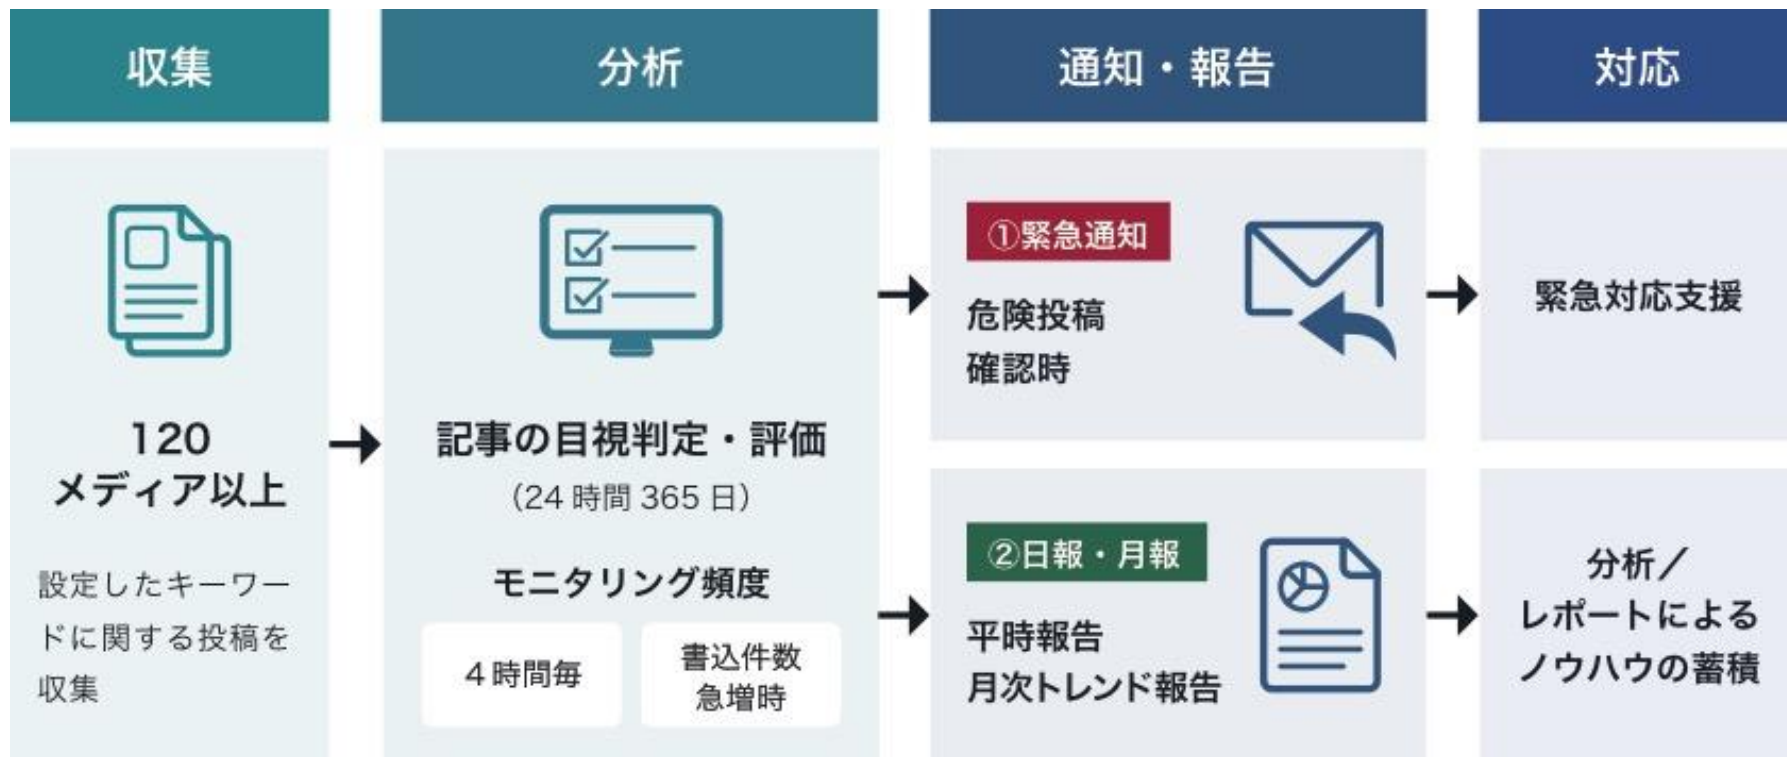 収集
分析
通知・報告
対応
120
メディア以上
設定したキーワー
ドに関する投稿を
収集
記事の目視判定・評価
（24 時間 365 日）
モニタリング頻度
４時間毎
書込件数
急増時
①緊急通知
危険投稿
確認時
緊急対応支援
②日報・月報
平時報告
月次トレンド報告
分析／
レポートによる
ノウハウの蓄積